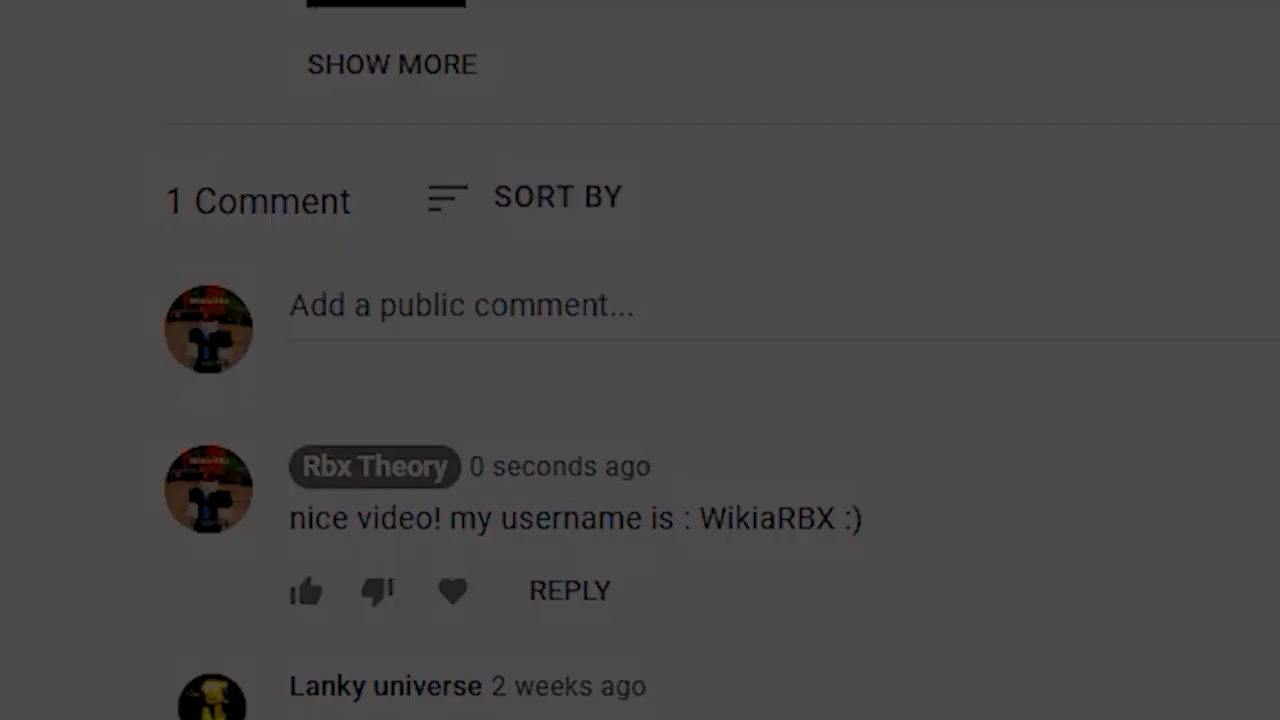 SHOW MORE
1 Comment
SORT BY
Add a public comment...
Rbx Theory 0 seconds ago
nice video! my username is : WikiaRBX :)
REPLY
Lanky universe 2 weeks ago